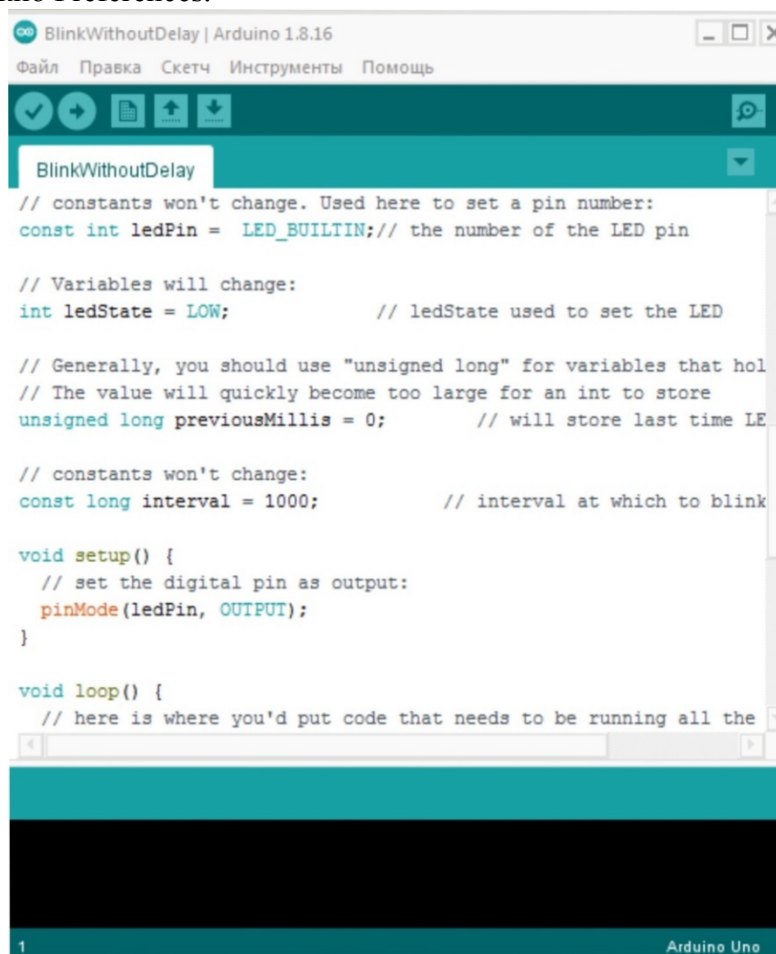 Preferences.
BlinkWithoutDelay | Arduino 1.8.16
Файл Правка Скетч Инструменты Помощь
BlinkWithoutDelay
// constants won't change. Used here to set a pin number:
const int ledPin =  LED_BUILTIN;// the number of the LED pin
// Variables will change:
int ledState = LOW;             // ledState used to set the LED
// Generally, you should use "unsigned long" for variables that hol
// The value will quickly become too large for an int to store
unsigned long previousMillis = 0;        // will store last time LE
// constants won't change:
const long interval = 1000;           // interval at which to blink
void setup() {
  // set the digital pin as output:
  pinMode(ledPin, OUTPUT);
}
void loop() {
  // here is where you'd put code that needs to be running all the
1 Arduino Uno